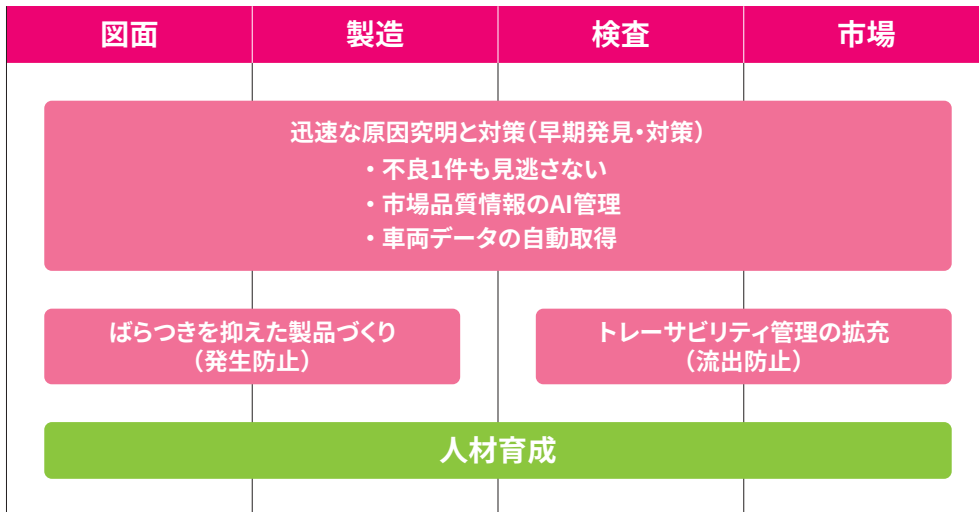 図面 製造 検査 市場
迅速な原因究明と対策（早期発見・対策）
・不良1件も見逃さない
・市場品質情報のAI管理
・車両データの自動取得
ばらつきを抑えた製品づくり
（発生防止）
トレーサビリティ管理の拡充
（流出防止）
人材育成